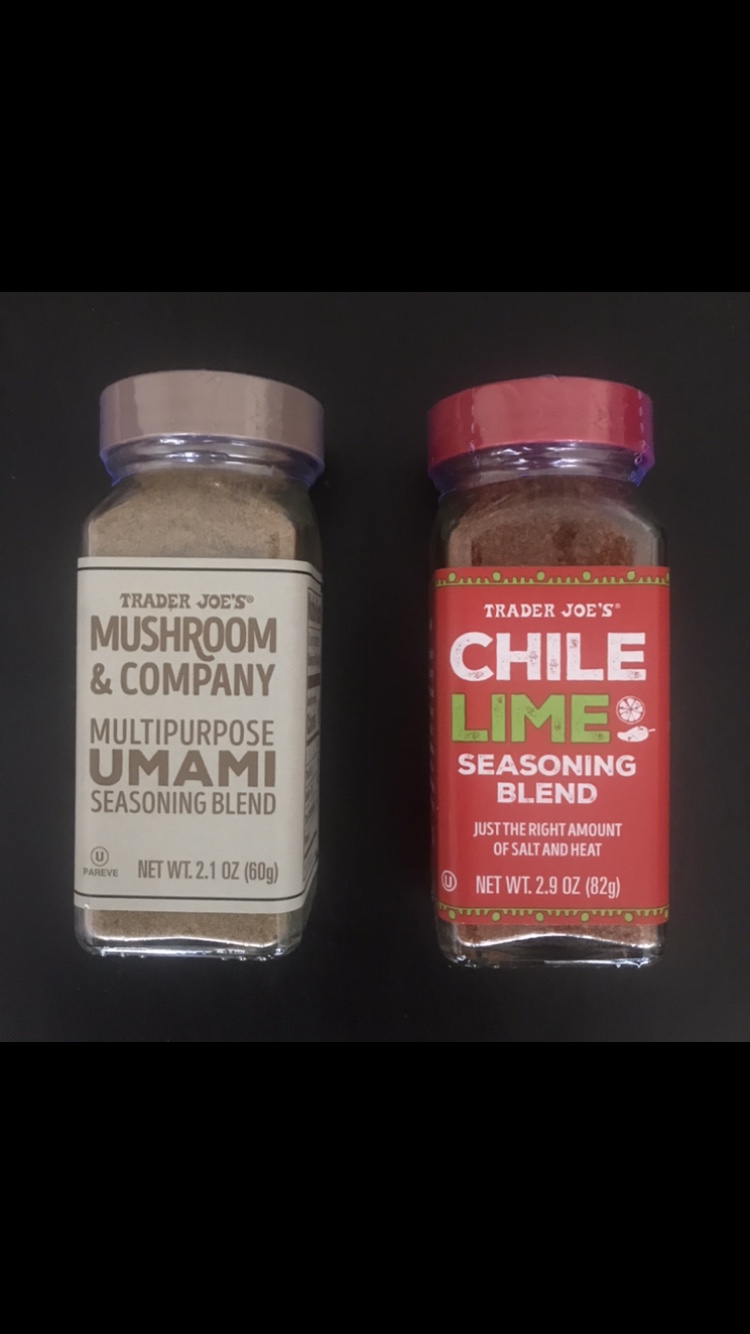 TRADER JOE'S®
MUSHROOM
& COMPANY
MULTIPURPOSE
UMAMI
SEASONING BLEND
U
PAREVE
NET WT. 2.1 OZ (60g)
TRADER JOE'S®
CHILE
LIME
SEASONING
BLEND
JUST THE RIGHT AMOUNT
OF SALT AND HEAT
U
NET WT. 2.9 OZ (82g)